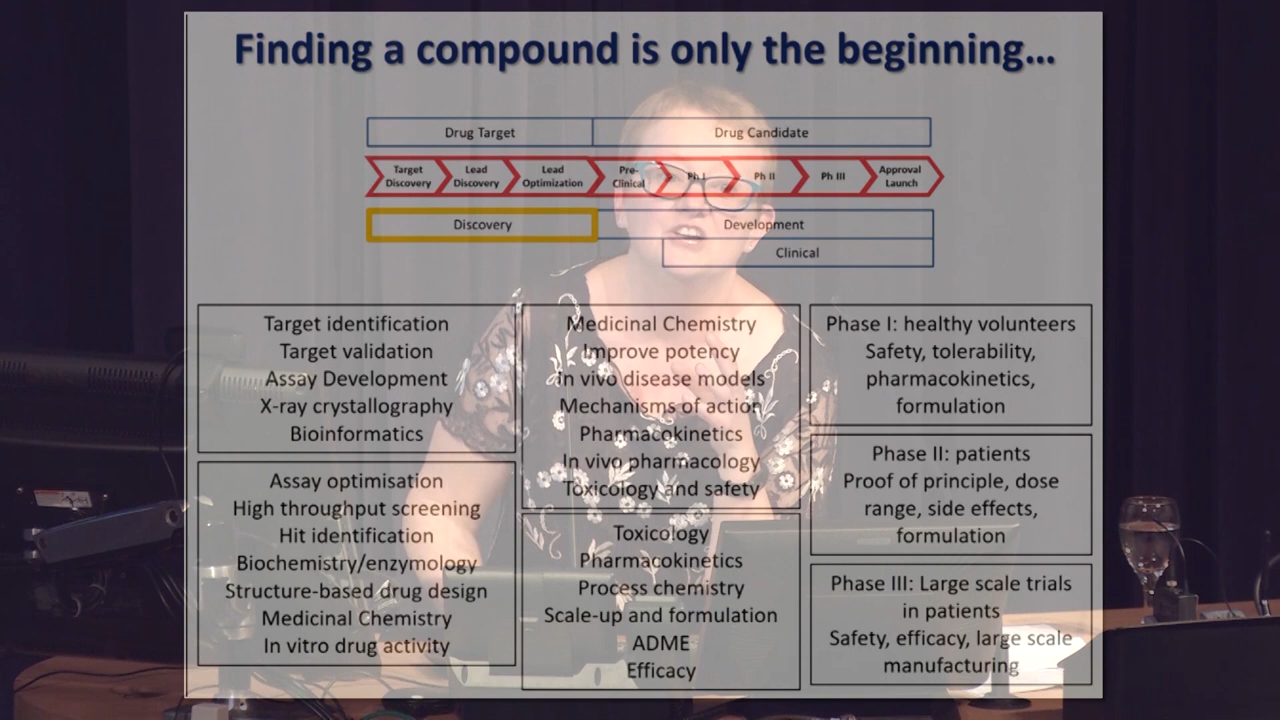 Finding a compound is only the beginning...
Drug Target
Drug Candidate
Target
Discovery
Lead
Discovery
Lead
Optimization
Pre-
Clinical
Ph I
Ph II
Ph III
Approval
Launch
Discovery
Development
Clinical
Target identification
Target validation
Assay Development
X-ray crystallography
Bioinformatics
Assay optimisation
High throughput screening
Hit identification
Biochemistry/enzymology
Structure-based drug design
Medicinal Chemistry
In vitro drug activity
Medicinal Chemistry
Improve potency
In vivo disease models
Mechanisms of action
Pharmacokinetics
In vivo pharmacology
Toxicology and safety
Toxicology
Pharmacokinetics
Process chemistry
Scale-up and formulation
ADME
Efficacy
Phase I: healthy volunteers
Safety, tolerability,
pharmacokinetics,
formulation
Phase II: patients
Proof of principle, dose
range, side effects,
formulation
Phase III: Large scale trials
in patients
Safety, efficacy, large scale
manufacturing